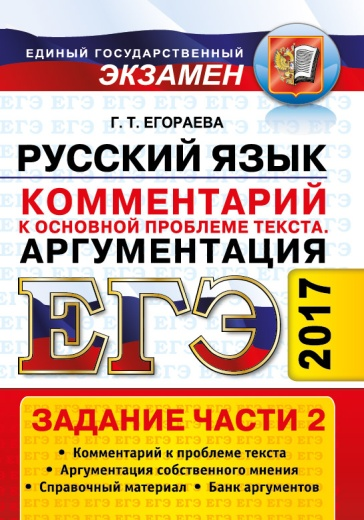 ЕДИНЫЙ ГОСУДАРСТВЕННЫЙ
ЭКЗАМЕН
Г. Т. ЕГОРАЕВА
РУССКИЙ ЯЗЫК
КОММЕНТАРИЙ
К ОСНОВНОЙ ПРОБЛЕМЕ ТЕКСТА.
АРГУМЕНТАЦИЯ
ЕГЭ
2017
ЗАДАНИЕ ЧАСТИ 2
• Комментарий к проблеме текста
• Аргументация собственного мнения
• Справочный материал • Банк аргументов